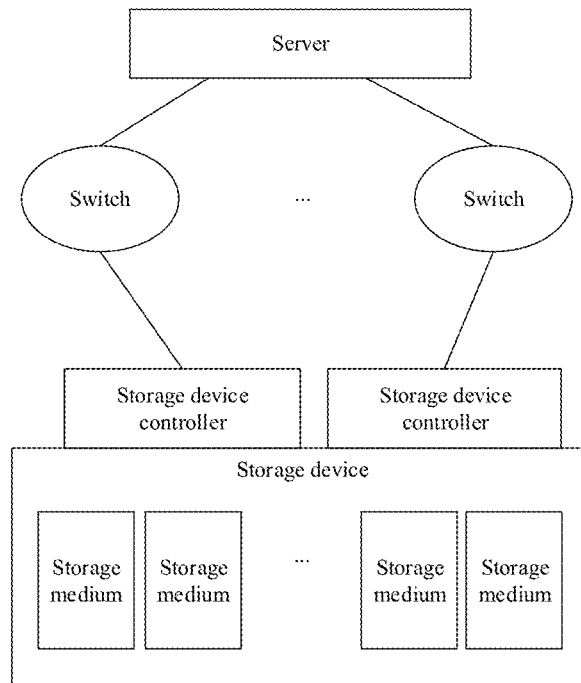 Server
Switch
...
Switch
Storage device
controller
Storage device
controller
Storage device
Storage
medium
Storage
medium
...
Storage
medium
Storage
medium